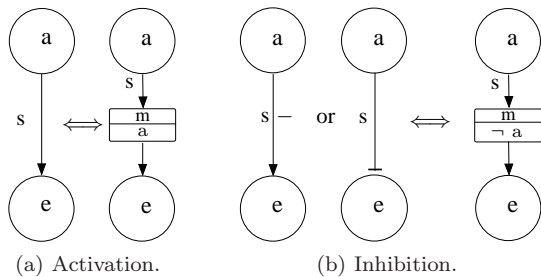 a a a a a
s s
m m
s a s – or s ¬ a
e e e e e
(a) Activation. (b) Inhibition.